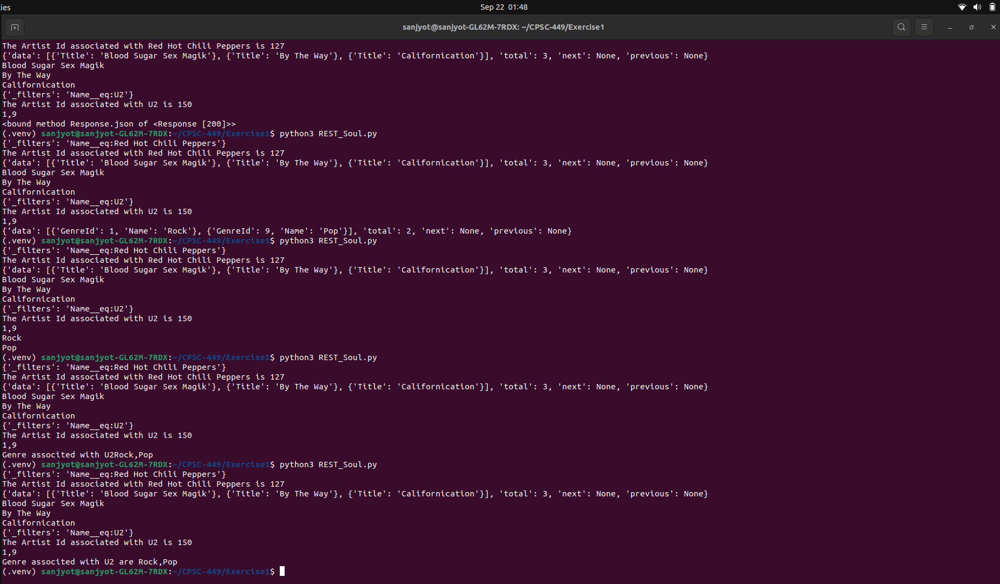 ies
Sep 22 01:48
sanjyot@sanjyot-GL62M-7RDX: ~/CPSC-449/Exercise1
The Artist Id associated with Red Hot Chili Peppers is 127
{'data': [{'Title': 'Blood Sugar Sex Magik'}, {'Title': 'By The Way'}, {'Title': 'Californication'}], 'total': 3, 'next': None, 'previous': None}
Blood Sugar Sex Magik
By The Way
Californication
{'_filters': 'Name__eq:U2'}
The Artist Id associated with U2 is 150
1,9
<bound method Response.json of <Response [200]>>
(.venv) sanjyot@sanjyot-GL62M-7RDX:~/CPSC-449/Exercise1$ python3 REST_Soul.py
{'_filters': 'Name__eq:Red Hot Chili Peppers'}
The Artist Id associated with Red Hot Chili Peppers is 127
{'data': [{'Title': 'Blood Sugar Sex Magik'}, {'Title': 'By The Way'}, {'Title': 'Californication'}], 'total': 3, 'next': None, 'previous': None}
Blood Sugar Sex Magik
By The Way
Californication
{'_filters': 'Name__eq:U2'}
The Artist Id associated with U2 is 150
1,9
{'data': [{'GenreId': 1, 'Name': 'Rock'}, {'GenreId': 9, 'Name': 'Pop'}], 'total': 2, 'next': None, 'previous': None}
(.venv) sanjyot@sanjyot-GL62M-7RDX:~/CPSC-449/Exercise1$ python3 REST_Soul.py
{'_filters': 'Name__eq:Red Hot Chili Peppers'}
The Artist Id associated with Red Hot Chili Peppers is 127
{'data': [{'Title': 'Blood Sugar Sex Magik'}, {'Title': 'By The Way'}, {'Title': 'Californication'}], 'total': 3, 'next': None, 'previous': None}
Blood Sugar Sex Magik
By The Way
Californication
{'_filters': 'Name__eq:U2'}
The Artist Id associated with U2 is 150
1,9
Rock
Pop
(.venv) sanjyot@sanjyot-GL62M-7RDX:~/CPSC-449/Exercise1$ python3 REST_Soul.py
{'_filters': 'Name__eq:Red Hot Chili Peppers'}
The Artist Id associated with Red Hot Chili Peppers is 127
{'data': [{'Title': 'Blood Sugar Sex Magik'}, {'Title': 'By The Way'}, {'Title': 'Californication'}], 'total': 3, 'next': None, 'previous': None}
Blood Sugar Sex Magik
By The Way
Californication
{'_filters': 'Name__eq:U2'}
The Artist Id associated with U2 is 150
1,9
Genre associted with U2Rock,Pop
(.venv) sanjyot@sanjyot-GL62M-7RDX:~/CPSC-449/Exercise1$ python3 REST_Soul.py
{'_filters': 'Name__eq:Red Hot Chili Peppers'}
The Artist Id associated with Red Hot Chili Peppers is 127
{'data': [{'Title': 'Blood Sugar Sex Magik'}, {'Title': 'By The Way'}, {'Title': 'Californication'}], 'total': 3, 'next': None, 'previous': None}
Blood Sugar Sex Magik
By The Way
Californication
{'_filters': 'Name__eq:U2'}
The Artist Id associated with U2 is 150
1,9
Genre associted with U2 are Rock,Pop
(.venv) sanjyot@sanjyot-GL62M-7RDX:~/CPSC-449/Exercise1$